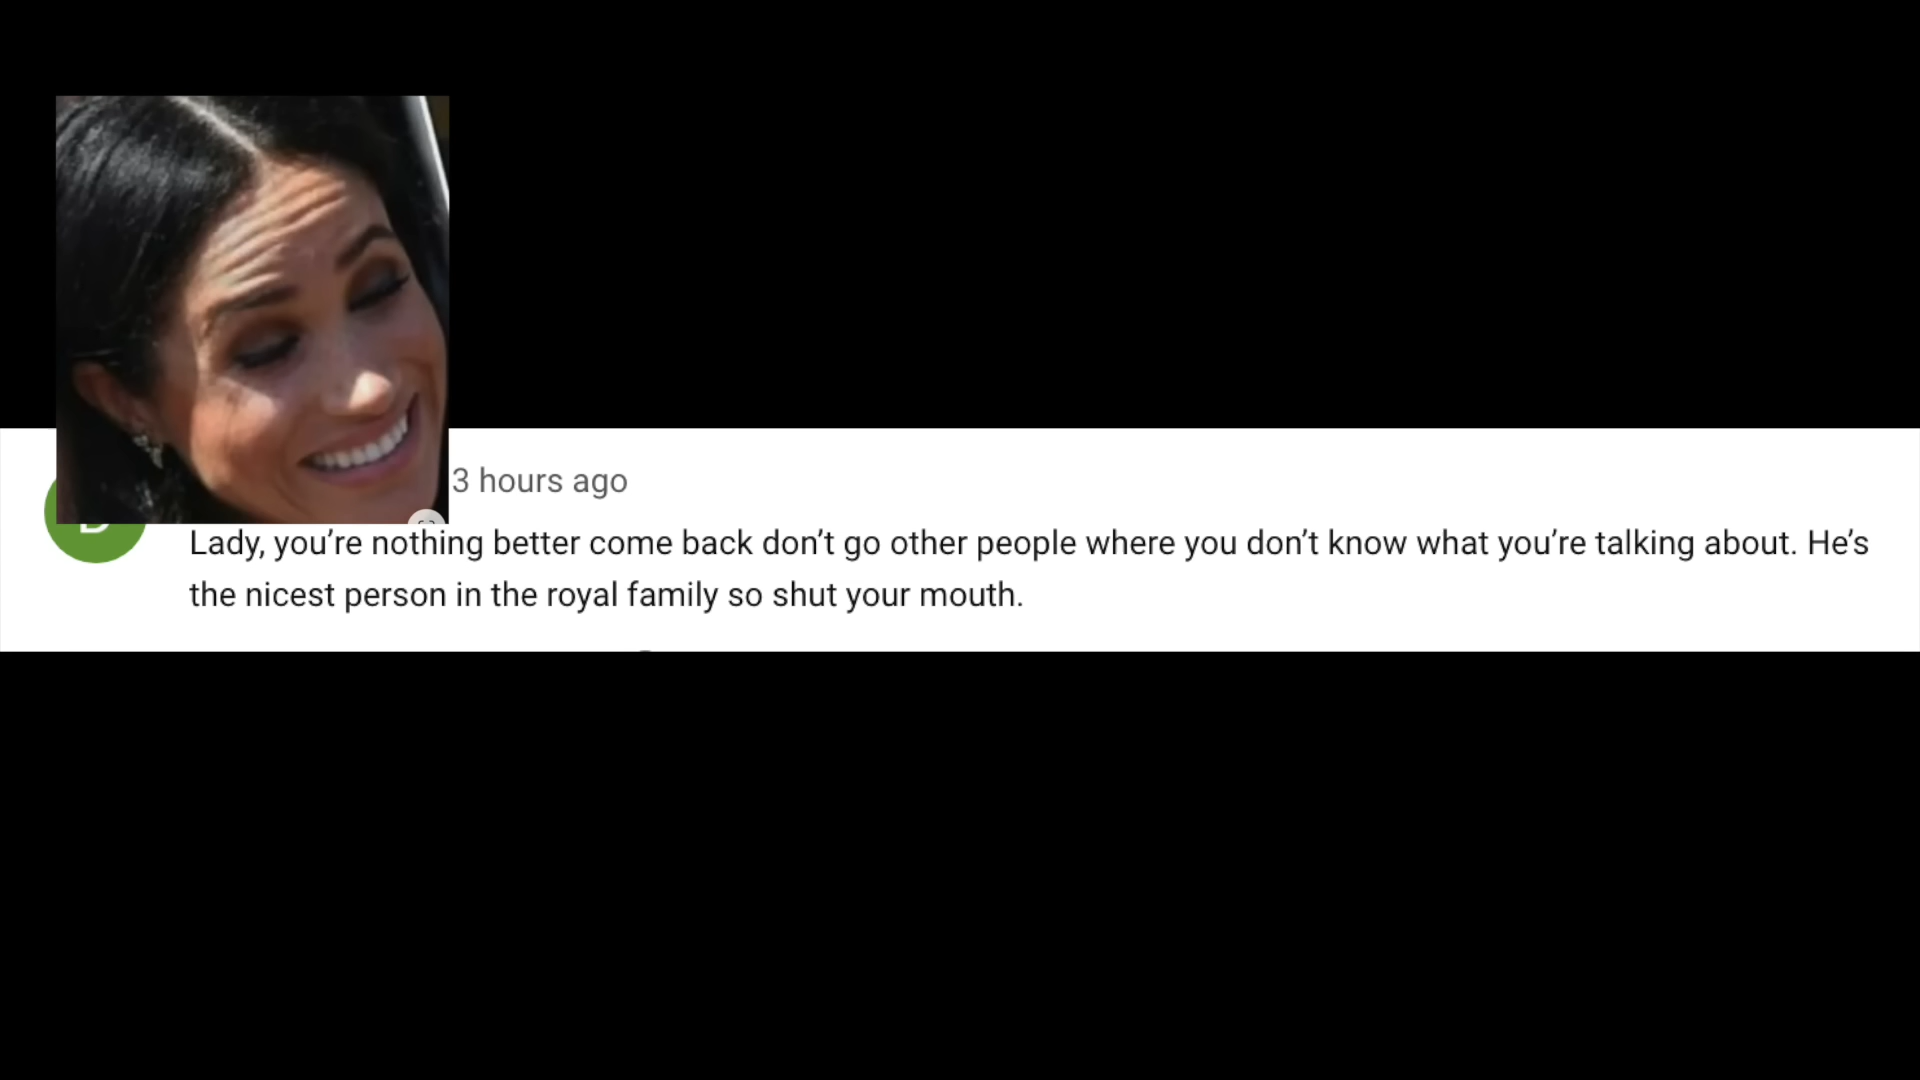 3 hours ago
Lady, you’re nothing better come back don’t go other people where you don’t know what you’re talking about. He’s
the nicest person in the royal family so shut your mouth.